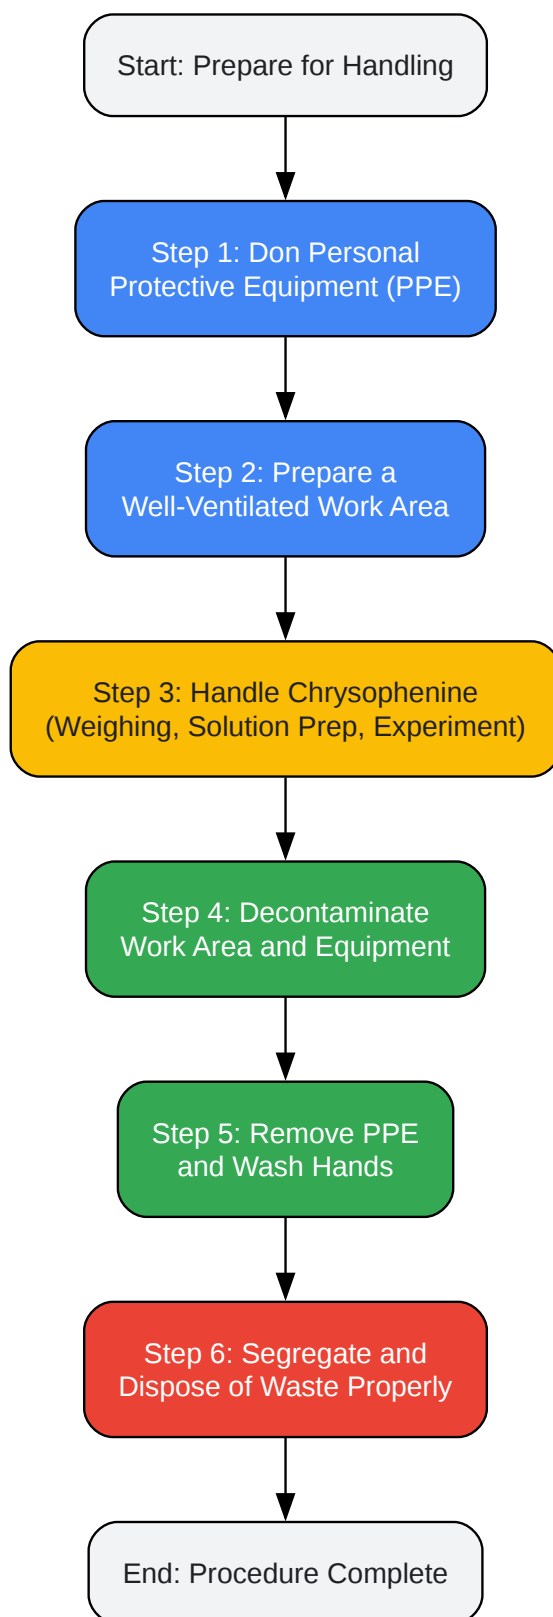 Start: Prepare for Handling
Step 1: Don Personal
Protective Equipment (PPE)
Step 2: Prepare a
Well-Ventilated Work Area
Step 3: Handle Chrysophenine
(Weighing, Solution Prep, Experiment)
Step 4: Decontaminate
Work Area and Equipment
Step 5: Remove PPE
and Wash Hands
Step 6: Segregate and
Dispose of Waste Properly
End: Procedure Complete